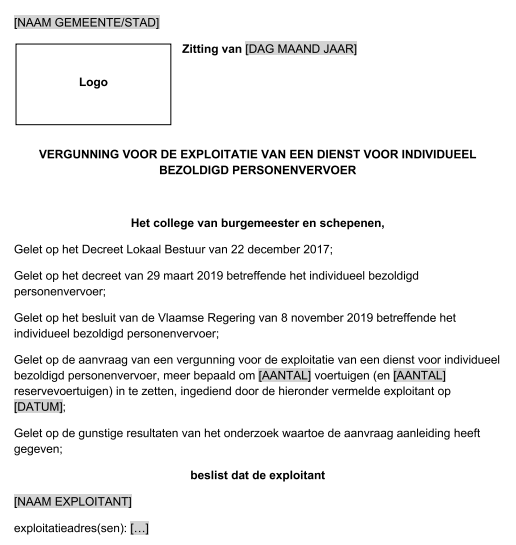 [NAAM GEMEENTE/STAD]
Zitting van [DAG MAAND JAAR]
Logo
VERGUNNING VOOR DE EXPLOITATIE VAN EEN DIENST VOOR INDIVIDUEEL
BEZOLDIGD PERSONENVERVOER
Het college van burgemeester en schepenen,
Gelet op het Decreet Lokaal Bestuur van 22 december 2017;
Gelet op het decreet van 29 maart 2019 betreffende het individueel bezoldigd
personenvervoer;
Gelet op het besluit van de Vlaamse Regering van 8 november 2019 betreffende het
individueel bezoldigd personenvervoer;
Gelet op de aanvraag van een vergunning voor de exploitatie van een dienst voor individueel
bezoldigd personenvervoer, meer bepaald om [AANTAL] voertuigen (en [AANTAL]
reservevoertuigen) in te zetten, ingediend door de hieronder vermelde exploitant op
[DATUM];
Gelet op de gunstige resultaten van het onderzoek waartoe de aanvraag aanleiding heeft
gegeven;
beslist dat de exploitant
[NAAM EXPLOITANT]
exploitatieadres(sen): […]